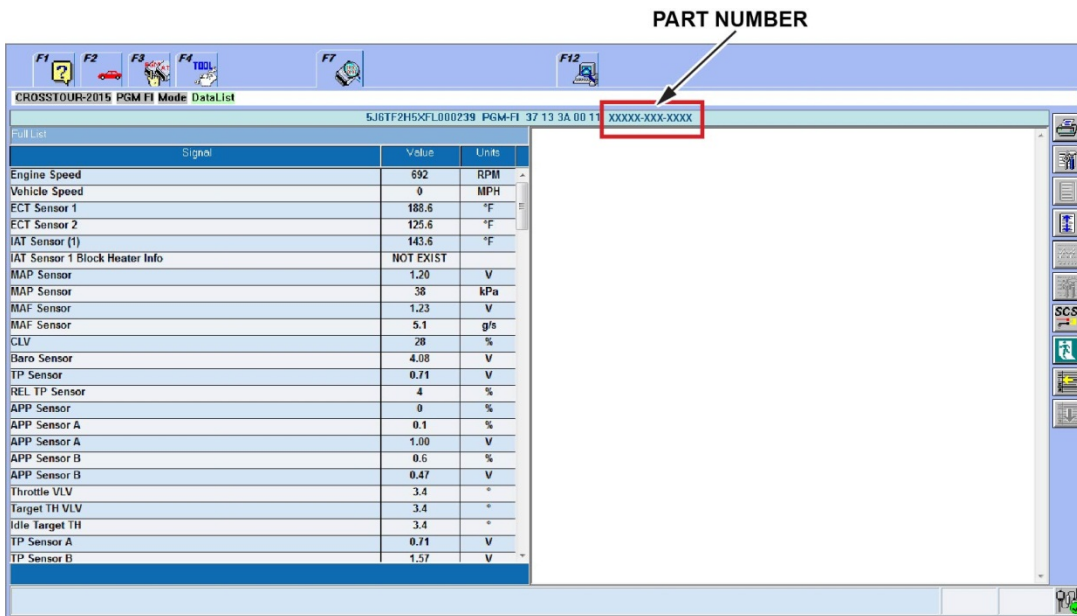 PART NUMBER
F1 F2 F3 F4 TOOL F7 F12
CROSSTOUR-2015 PGM FI Mode DataList
5J6TF2H5XFL000239 PGM-FI 37 13 3A 00 11 XXXXX-XXX-XXXX
Full List
Signal Value Units
Engine Speed 692 RPM
Vehicle Speed 0 MPH
ECT Sensor 1 188.6 °F
ECT Sensor 2 125.6 °F
IAT Sensor (1) 143.6 °F
IAT Sensor 1 Block Heater Info NOT EXIST
MAP Sensor 1.20 V
MAP Sensor 38 kPa
MAF Sensor 1.23 V
MAF Sensor 5.1 g/s
CLV 28 %
Baro Sensor 4.08 V
TP Sensor 0.71 V
REL TP Sensor 4 %
APP Sensor 0 %
APP Sensor A 0.1 %
APP Sensor A 1.00 V
APP Sensor B 0.6 %
APP Sensor B 0.47 V
Throttle VLV 3.4 °
Target TH VLV 3.4 °
Idle Target TH 3.4 °
TP Sensor A 0.71 V
TP Sensor B 1.57 V
SCS